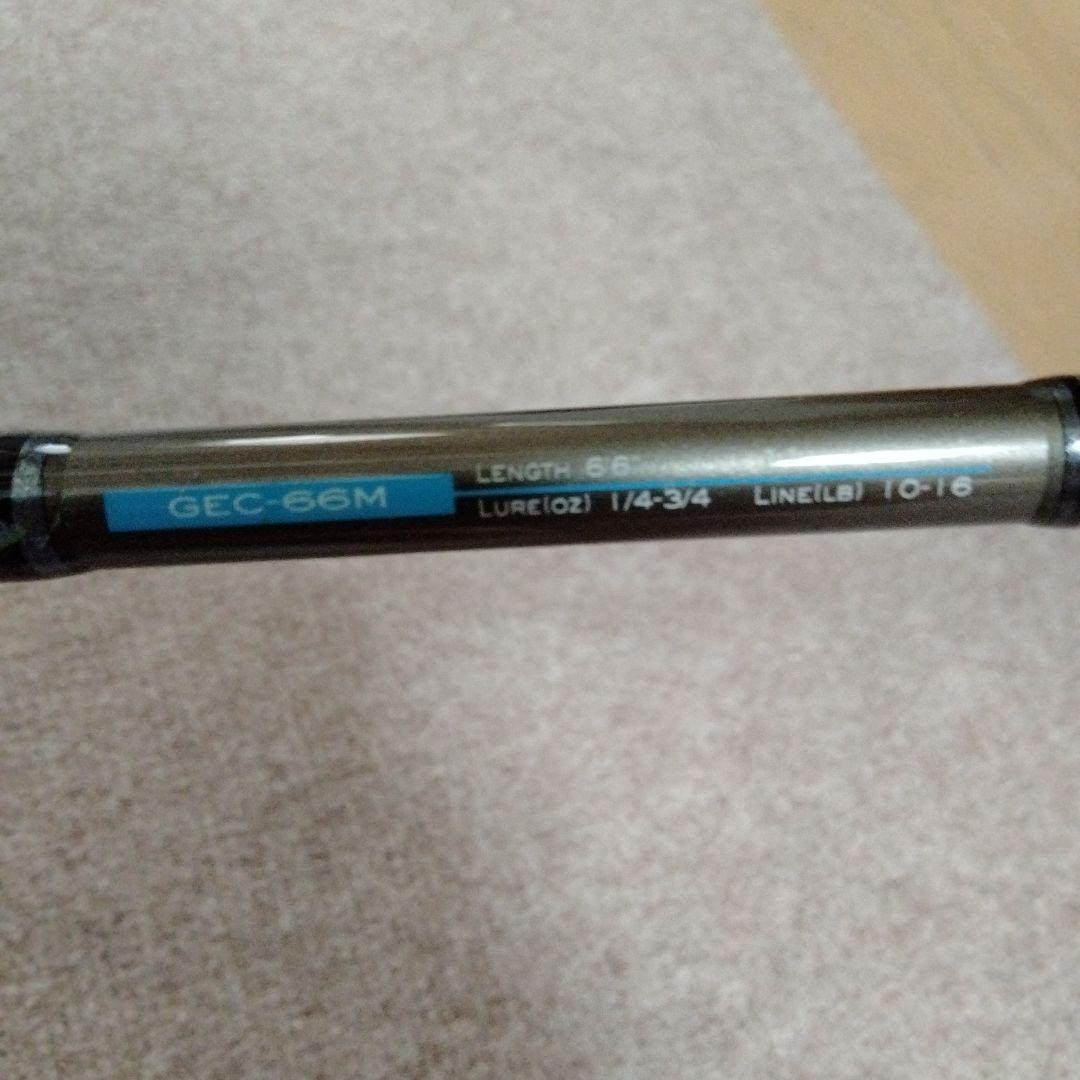 GEC-66M
LENGTH 6'6"
LURE(OZ) 1/4-3/4 LINE(LB) 10-16